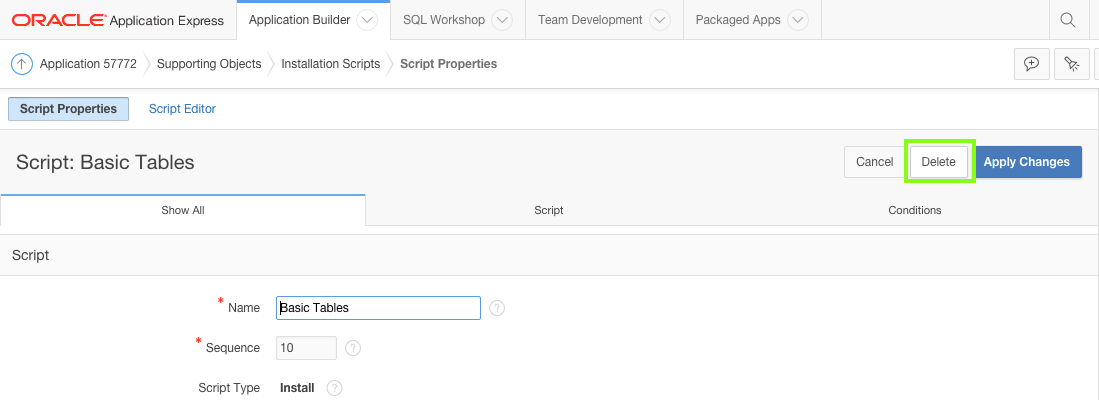 ORACLE Application Express Application Builder SQL Workshop Team Development Packaged Apps
Application 57772 Supporting Objects Installation Scripts Script Properties
Script Properties Script Editor
Script: Basic Tables Cancel Delete Apply Changes
Show All Script Conditions
Script
* Name Basic Tables ?
* Sequence 10 ?
Script Type Install ?